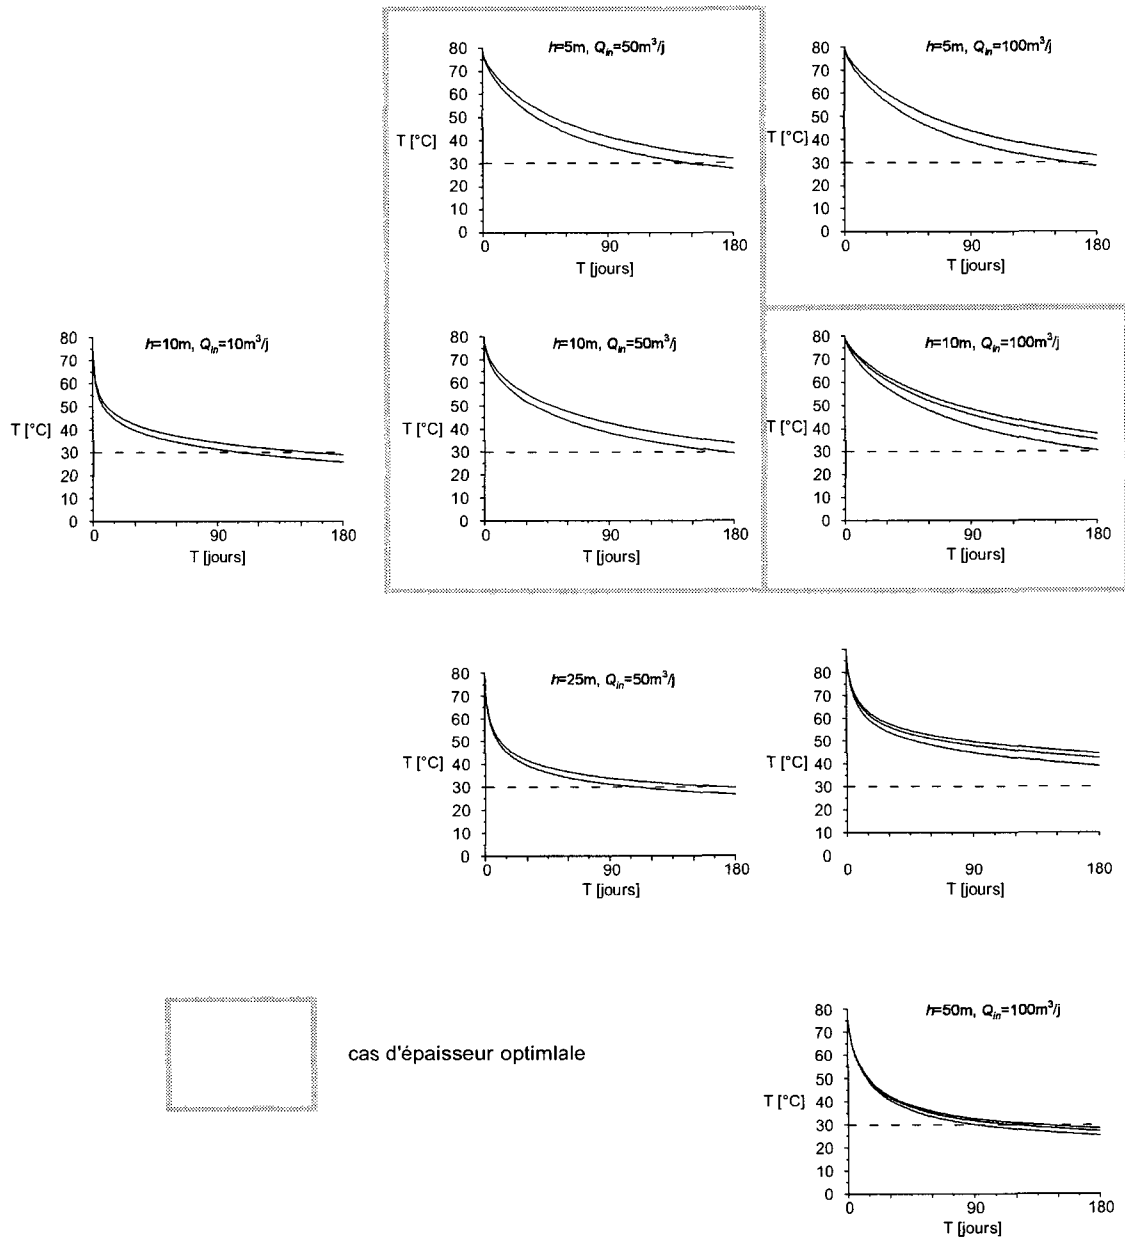 h=5m, Qin=50m³/j
80
70
60
50
T [°C] 40
30
20
10
0
0 90 180
T [jours]
h=5m, Qin=100m³/j
80
70
60
50
T [°C] 40
30
20
10
0
0 90 180
T [jours]
h=10m, Qin=10m³/j
80
70
60
50
T [°C] 40
30
20
10
0
0 90 180
T [jours]
h=10m, Qin=50m³/j
80
70
60
50
T [°C] 40
30
20
10
0
0 90 180
T [jours]
h=10m, Qin=100m³/j
80
70
60
50
T [°C] 40
30
20
10
0
0 90 180
T [jours]
h=25m, Qin=50m³/j
80
70
60
50
T [°C] 40
30
20
10
0
0 90 180
T [jours]
80
70
60
50
T [°C] 40
30
20
10
0
0 90 180
T [jours]
cas d'épaisseur optimlale
h=50m, Qin=100m³/j
80
70
60
50
T [°C] 40
30
20
10
0
0 90 180
T [jours]